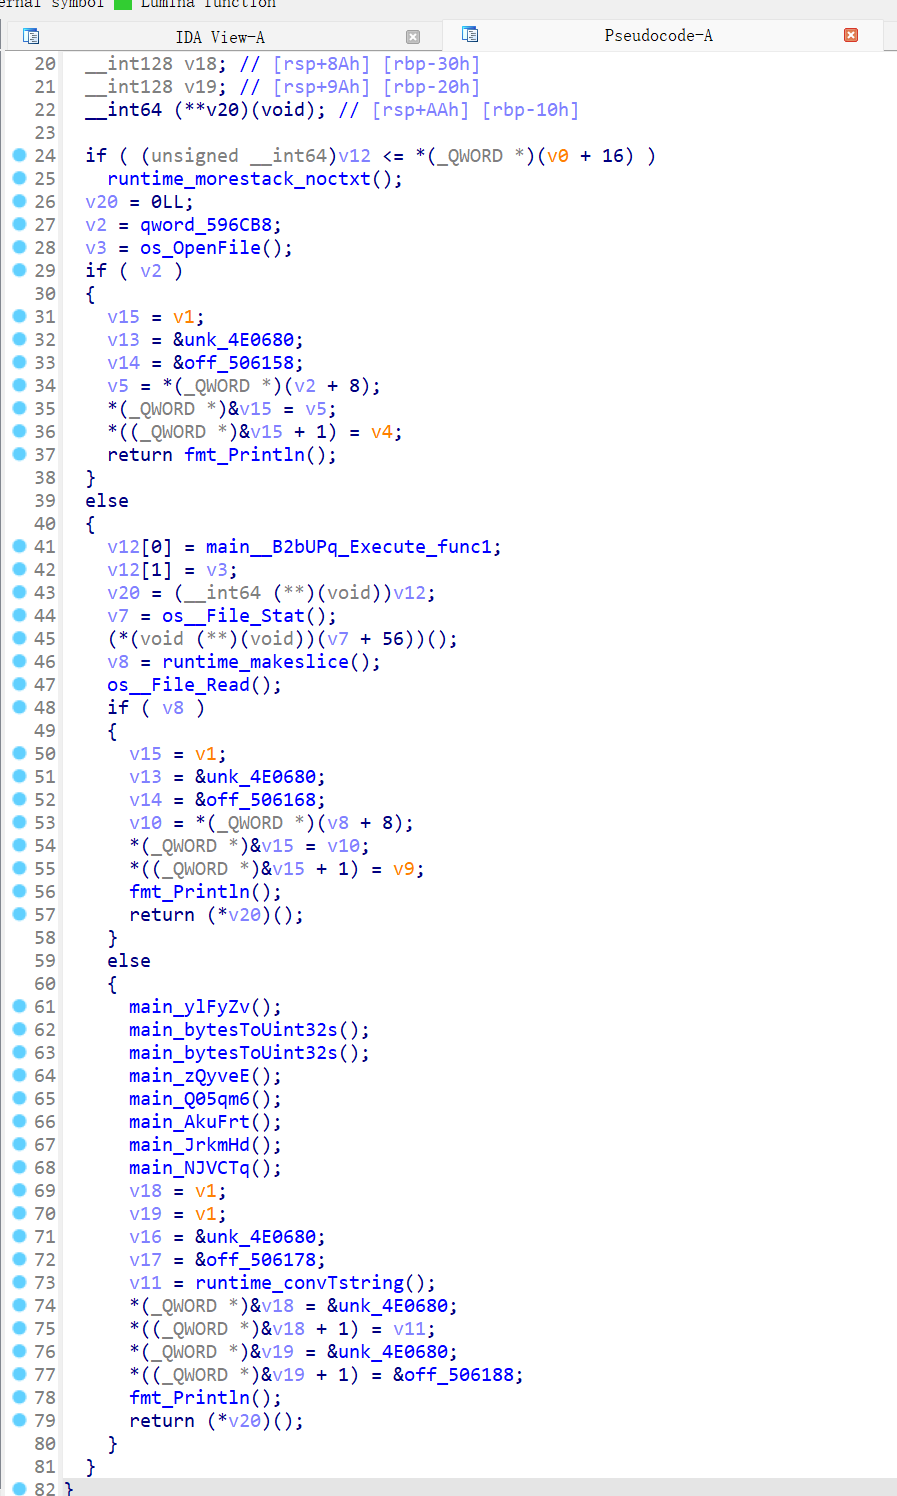 ernal symbol Lumina function
IDA View-A Pseudocode-A
20 __int128 v18; // [rsp+8Ah] [rbp-30h]
21 __int128 v19; // [rsp+9Ah] [rbp-20h]
22 __int64 (**v20)(void); // [rsp+AAh] [rbp-10h]
23
24 if ( (unsigned __int64)v12 <= *(_QWORD *)(v0 + 16) )
25 runtime_morestack_noctxt();
26 v20 = 0LL;
27 v2 = qword_596CB8;
28 v3 = os_OpenFile();
29 if ( v2 )
30 {
31 v15 = v1;
32 v13 = &unk_4E0680;
33 v14 = &off_506158;
34 v5 = *(_QWORD *)(v2 + 8);
35 *(_QWORD *)&v15 = v5;
36 *((_QWORD *)&v15 + 1) = v4;
37 return fmt_Println();
38 }
39 else
40 {
41 v12[0] = main__B2bUPq_Execute_func1;
42 v12[1] = v3;
43 v20 = (__int64 (**)(void))v12;
44 v7 = os__File_Stat();
45 (*(void (**)(void))(v7 + 56))();
46 v8 = runtime_makeslice();
47 os__File_Read();
48 if ( v8 )
49 {
50 v15 = v1;
51 v13 = &unk_4E0680;
52 v14 = &off_506168;
53 v10 = *(_QWORD *)(v8 + 8);
54 *(_QWORD *)&v15 = v10;
55 *((_QWORD *)&v15 + 1) = v9;
56 fmt_Println();
57 return (*v20)();
58 }
59 else
60 {
61 main_ylFyZv();
62 main_bytesToUint32s();
63 main_bytesToUint32s();
64 main_zQyveE();
65 main_Q05qm6();
66 main_AkuFrt();
67 main_JrkmHd();
68 main_NJVCTq();
69 v18 = v1;
70 v19 = v1;
71 v16 = &unk_4E0680;
72 v17 = &off_506178;
73 v11 = runtime_convTstring();
74 *(_QWORD *)&v18 = &unk_4E0680;
75 *((_QWORD *)&v18 + 1) = v11;
76 *(_QWORD *)&v19 = &unk_4E0680;
77 *((_QWORD *)&v19 + 1) = &off_506188;
78 fmt_Println();
79 return (*v20)();
80 }
81 }
82 }